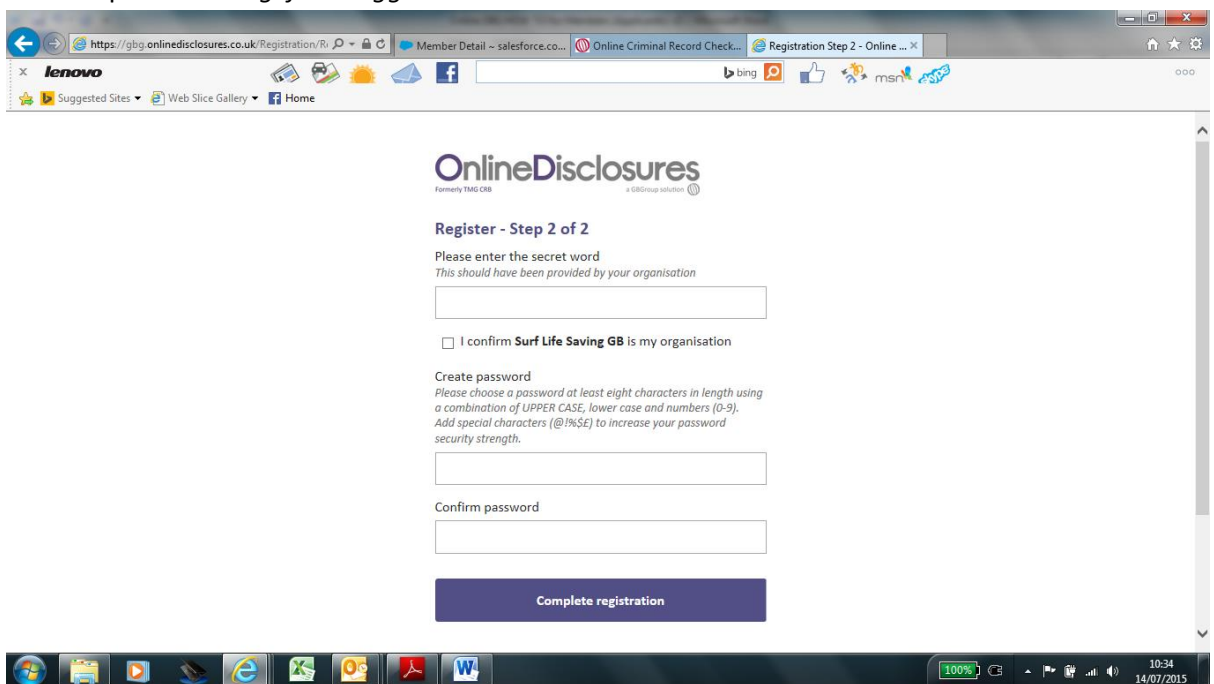 https://gbg.onlinedisclosures.co.uk/Registration/R
Member Detail ~ salesforce.co...
Online Criminal Record Check...
Registration Step 2 - Online ...
lenovo
bing
msn
Suggested Sites
Web Slice Gallery
Home
OnlineDisclosures
Formerly TMG CRB
a GBGroup solution
Register - Step 2 of 2
Please enter the secret word
This should have been provided by your organisation
I confirm Surf Life Saving GB is my organisation
Create password
Please choose a password at least eight characters in length using
a combination of UPPER CASE, lower case and numbers (0-9).
Add special characters (@!%$£) to increase your password
security strength.
Confirm password
Complete registration
100%
10:34
14/07/2015